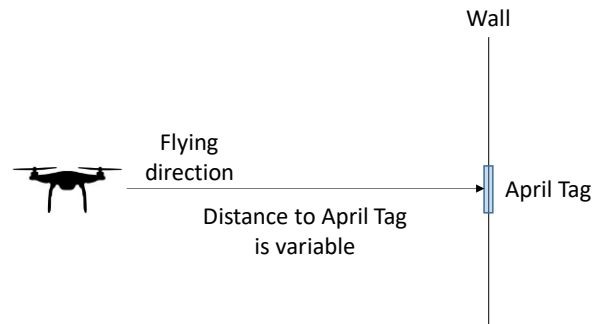 Wall
Flying
direction
April Tag
Distance to April Tag
is variable